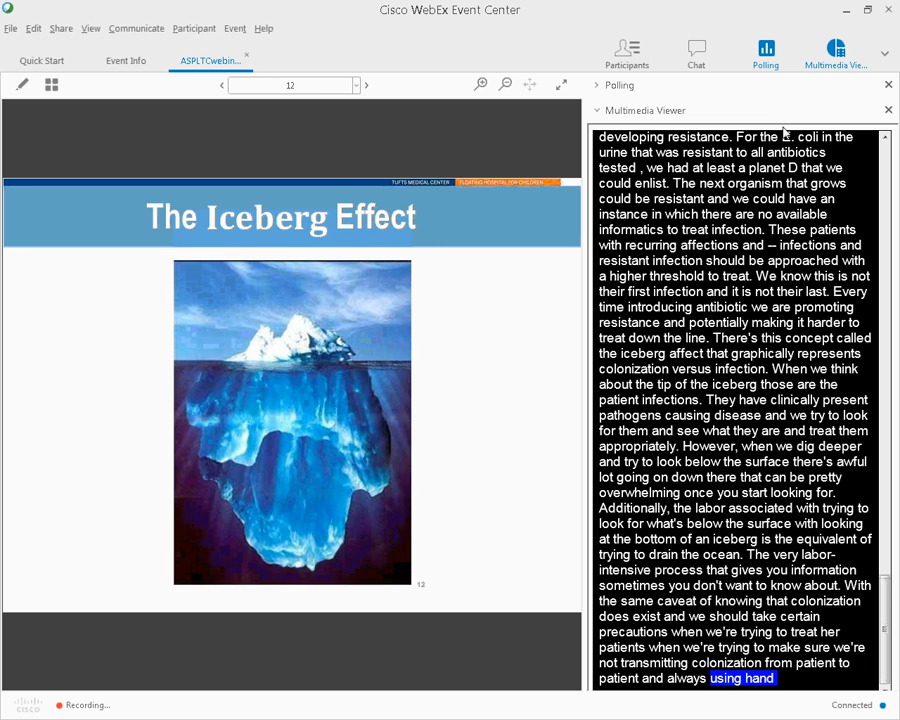 Cisco WebEx Event Center
File Edit Share View Communicate Participant Event Help
Quick Start Event Info ASPLTCwebin...
Participants Chat Polling Multimedia Vie...
12
Polling
Multimedia Viewer
TUFTS MEDICAL CENTER FLOATING HOSPITAL FOR CHILDREN
The Iceberg Effect
12
developing resistance. For the E. coli in the
urine that was resistant to all antibiotics
tested , we had at least a planet D that we
could enlist. The next organism that grows
could be resistant and we could have an
instance in which there are no available
informatics to treat infection. These patients
with recurring affections and -- infections and
resistant infection should be approached with
a higher threshold to treat. We know this is not
their first infection and it is not their last. Every
time introducing antibiotic we are promoting
resistance and potentially making it harder to
treat down the line. There's this concept called
the iceberg affect that graphically represents
colonization versus infection. When we think
about the tip of the iceberg those are the
patient infections. They have clinically present
pathogens causing disease and we try to look
for them and see what they are and treat them
appropriately. However, when we dig deeper
and try to look below the surface there's awful
lot going on down there that can be pretty
overwhelming once you start looking for.
Additionally, the labor associated with trying to
look for what's below the surface with looking
at the bottom of an iceberg is the equivalent of
trying to drain the ocean. The very labor-
intensive process that gives you information
sometimes you don't want to know about. With
the same caveat of knowing that colonization
does exist and we should take certain
precautions when we're trying to treat her
patients when we're trying to make sure we're
not transmitting colonization from patient to
patient and always using hand
cisco Recording... Connected